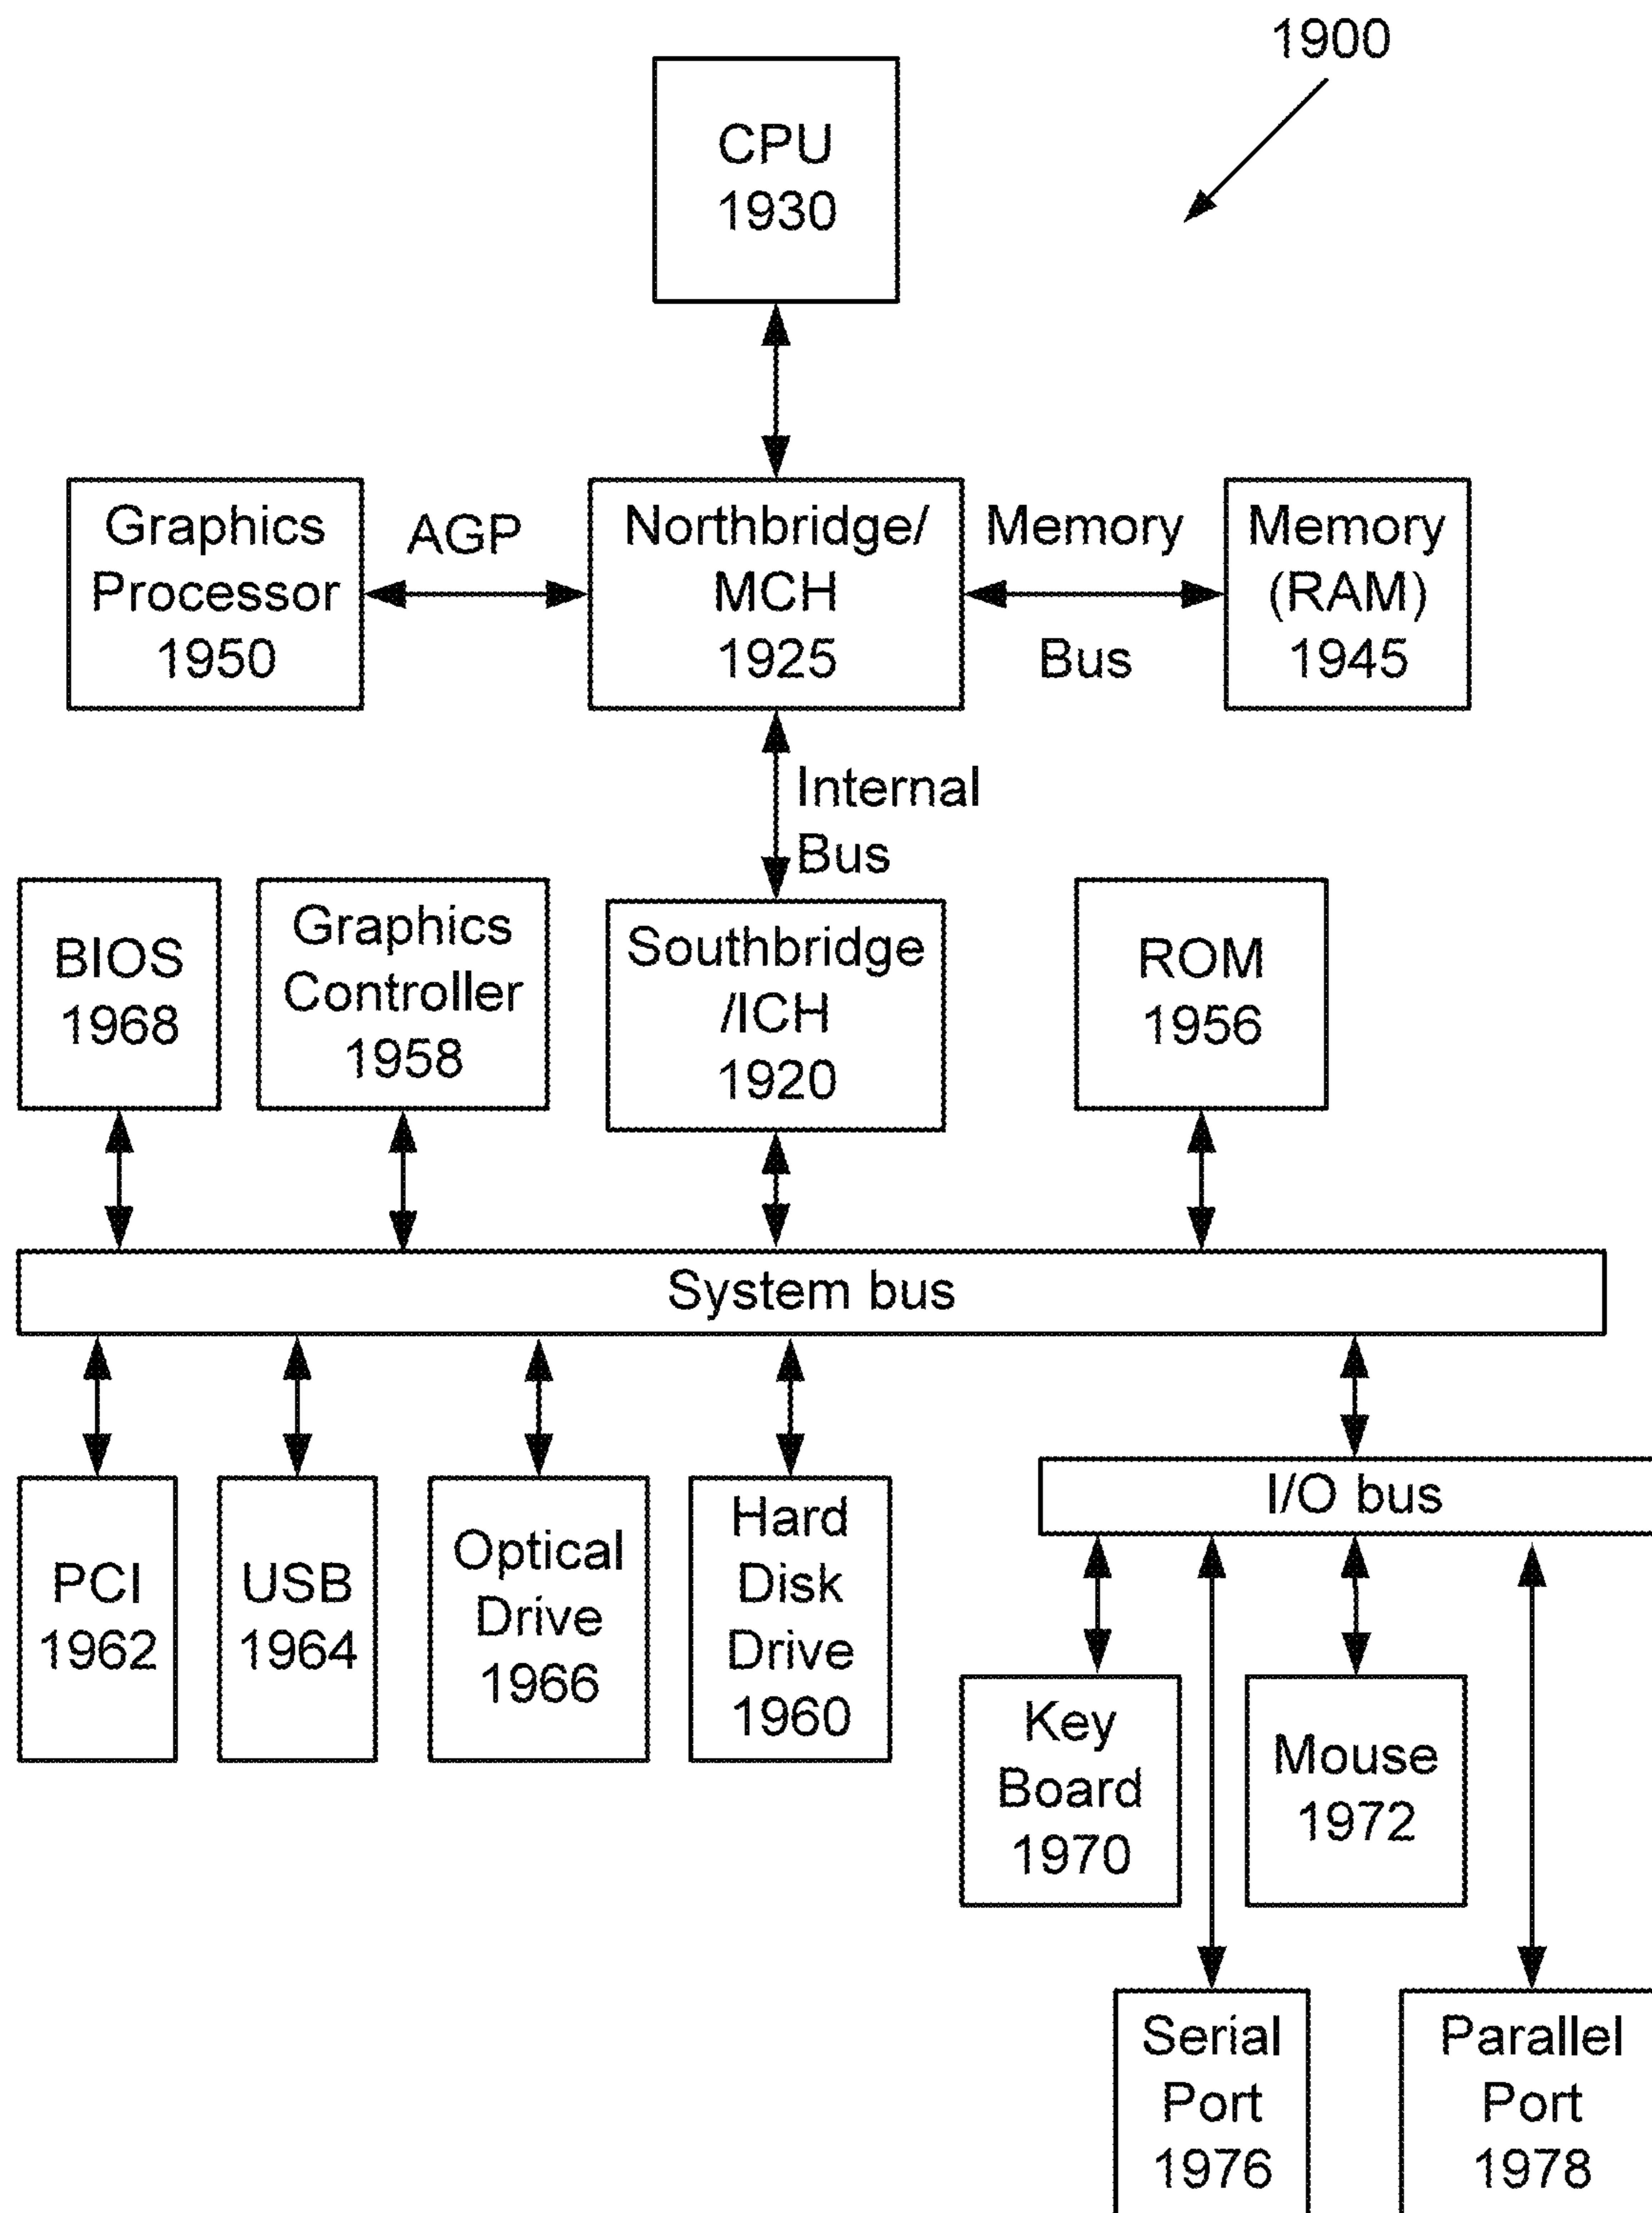 1900
CPU
1930
Graphics
Processor
1950
AGP
Northbridge/
MCH
1925
Memory
Bus
Memory
(RAM)
1945
Internal
Bus
BIOS
1968
Graphics
Controller
1958
Southbridge
/ICH
1920
ROM
1956
System bus
PCI
1962
USB
1964
Optical
Drive
1966
Hard
Disk
Drive
1960
I/O bus
Key
Board
1970
Mouse
1972
Serial
Port
1976
Parallel
Port
1978